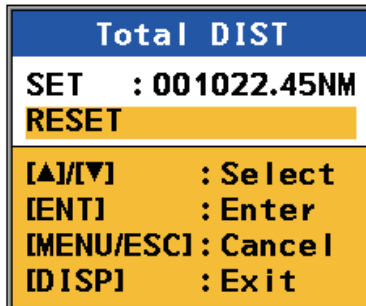 Total DIST
SET : 001022.45NM
RESET
[▲]/[▼] : Select
[ENT] : Enter
[MENU/ESC] : Cancel
[DISP] : Exit